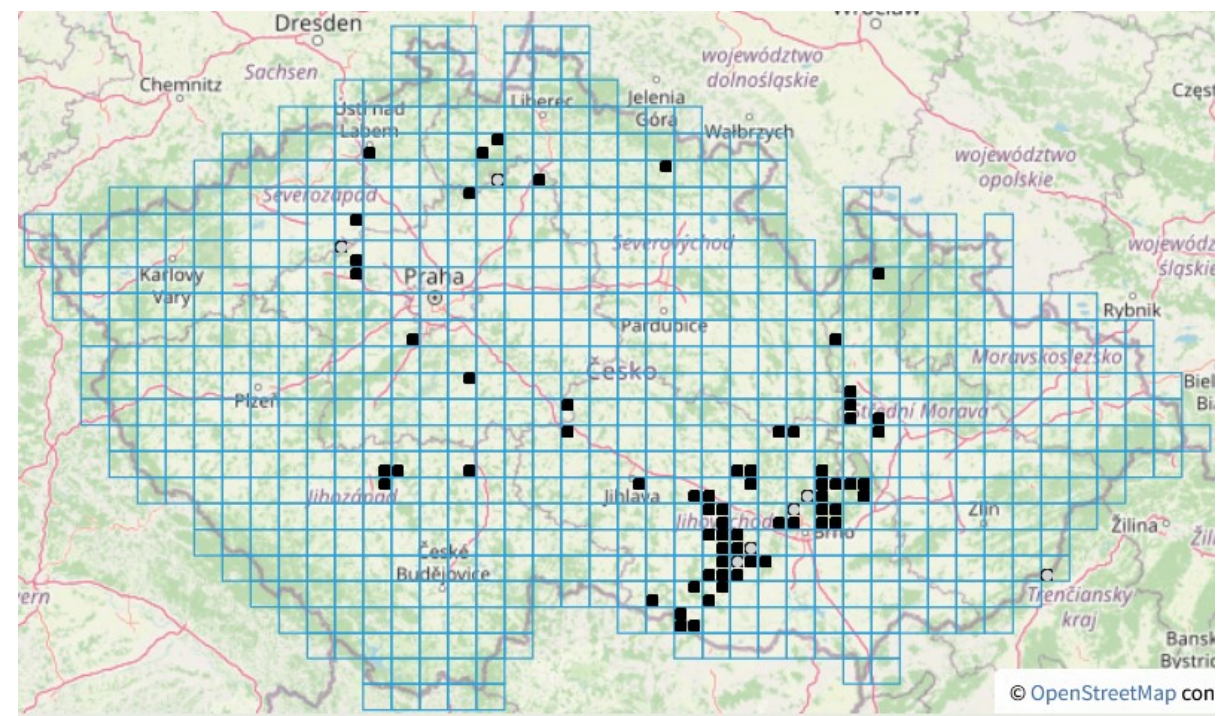 Dresden
Chemnitz
Sachsen
województwo
dolnośląskie
Ústí nad
Labem
Liberec
Jelenia
Góra
Wałbrzych
Częst
województwo
opolskie
Severozápad
Severovýchod
wojewódz
śląskie
Karlovy
Vary
Praha
Rybnik
Pardubice
Moravskoslezsko
Česko
Plzeň
Střední Morava
Biel
Bi
Jihozápad
Jihlava
Jihovýchod
Zlín
Brno
Žilina
Žili
České
Budějovice
ern
Trenčiansky
kraj
Bansk
Bystric
© OpenStreetMap con